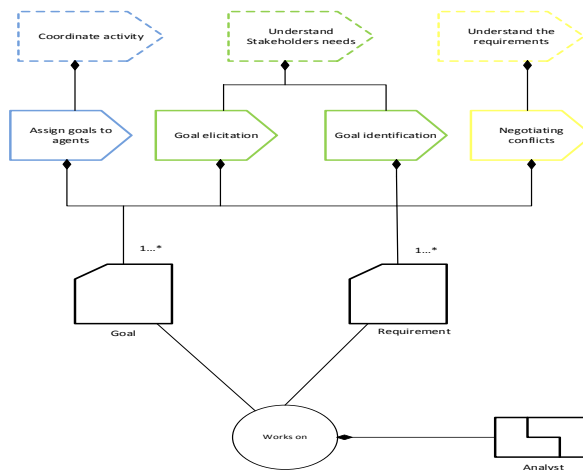 Coordinate activity
Understand
Stakeholders needs
Understand the
requirements
Assign goals to
agents
Goal elicitation
Goal identification
Negotiating
conflicts
1...*
1...*
Goal
Requirement
Works on
Analyst